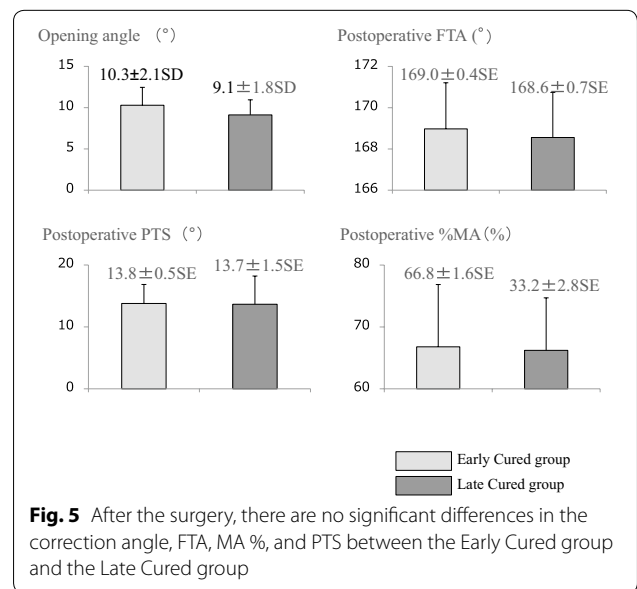 Opening angle （°）
15
10
5
0
10.3±2.1SD
9.1±1.8SD
Postoperative FTA (°)
172
170
168
166
169.0±0.4SE
168.6±0.7SE
Postoperative PTS （°）
20
10
0
13.8±0.5SE
13.7±1.5SE
Postoperative %MA（%）
80
70
60
66.8±1.6SE
33.2±2.8SE
Early Cured group
Late Cured group
Fig. 5 After the surgery, there are no significant differences in the
correction angle, FTA, MA %, and PTS between the Early Cured group
and the Late Cured group